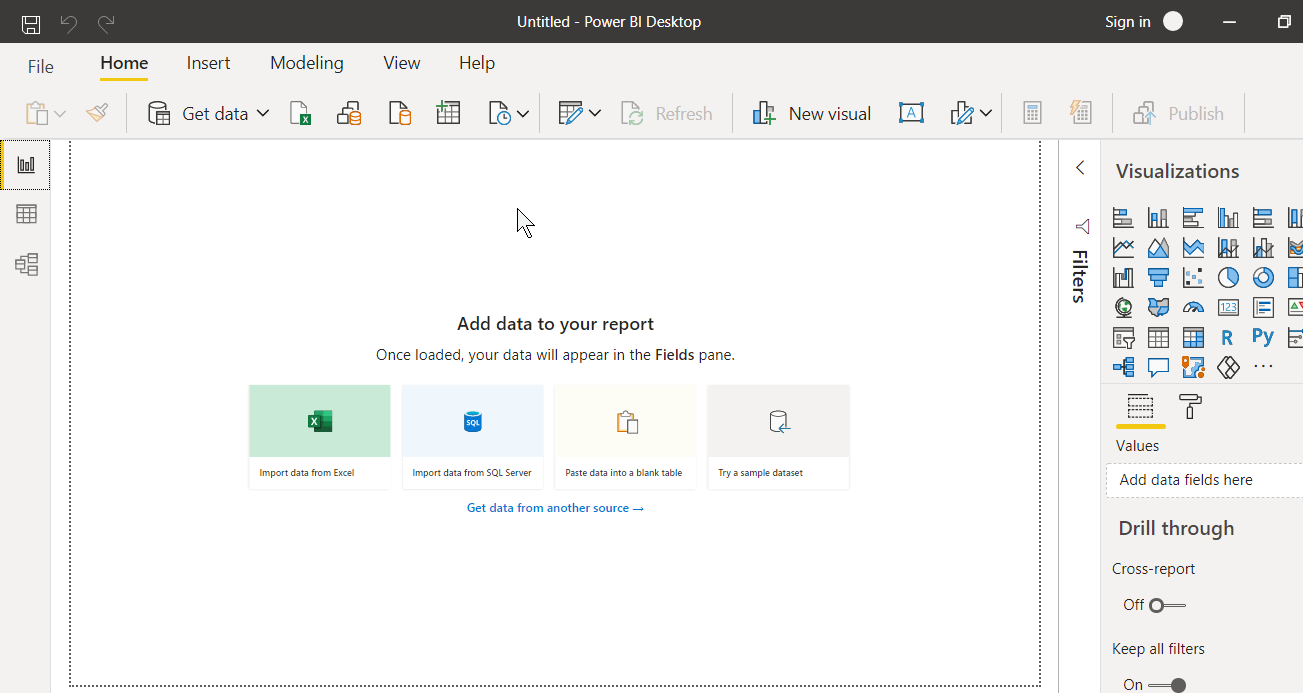 Untitled - Power BI Desktop
Sign in
File
Home
Insert
Modeling
View
Help
Get data
Refresh
New visual
A
Publish
Visualizations
Filters
123
R
Py
Values
Add data fields here
Drill through
Cross-report
Off
Keep all filters
On
Add data to your report
Once loaded, your data will appear in the Fields pane.
X
SQL
Import data from Excel
Import data from SQL Server
Paste data into a blank table
Try a sample dataset
Get data from another source →